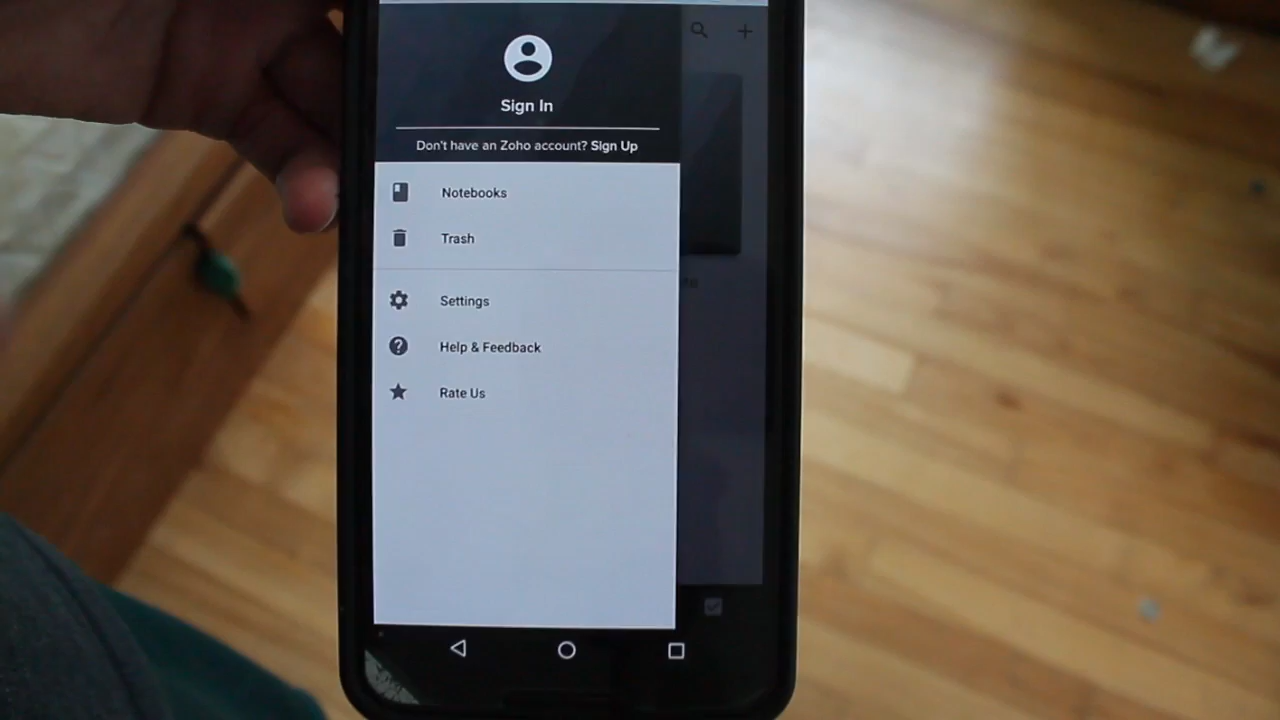 Sign In
Don't have an Zoho account? Sign Up
Notebooks
Trash
Settings
Help & Feedback
Rate Us